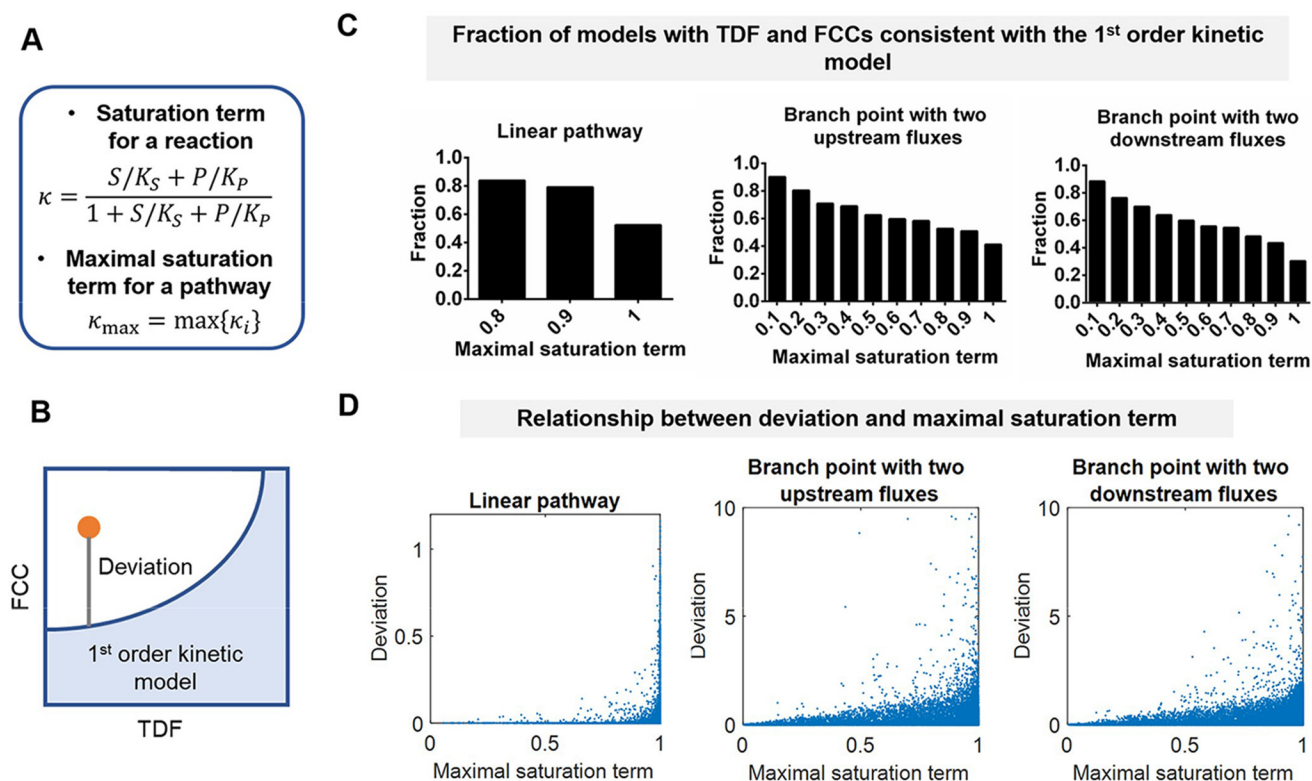 A
• Saturation term
for a reaction
κ = (S/K_S + P/K_P) / (1 + S/K_S + P/K_P)
• Maximal saturation
term for a pathway
κ_max = max{κ_i}
B
FCC
Deviation
1st order kinetic
model
TDF
C
Fraction of models with TDF and FCCs consistent with the 1st order kinetic
model
Linear pathway
Fraction
1.0
0.8
0.6
0.4
0.2
0.0
0.8 0.9 1
Maximal saturation term
Branch point with two
upstream fluxes
Fraction
1.0
0.8
0.6
0.4
0.2
0.0
0.1 0.2 0.3 0.4 0.5 0.6 0.7 0.8 0.9 1
Maximal saturation term
Branch point with two
downstream fluxes
Fraction
1.0
0.8
0.6
0.4
0.2
0.0
0.1 0.2 0.3 0.4 0.5 0.6 0.7 0.8 0.9 1
Maximal saturation term
D
Relationship between deviation and maximal saturation term
Linear pathway
Deviation
1
0.5
0
0 0.5 1
Maximal saturation term
Branch point with two
upstream fluxes
Deviation
10
5
0
0 0.5 1
Maximal saturation term
Branch point with two
downstream fluxes
Deviation
10
5
0
0 0.5 1
Maximal saturation term